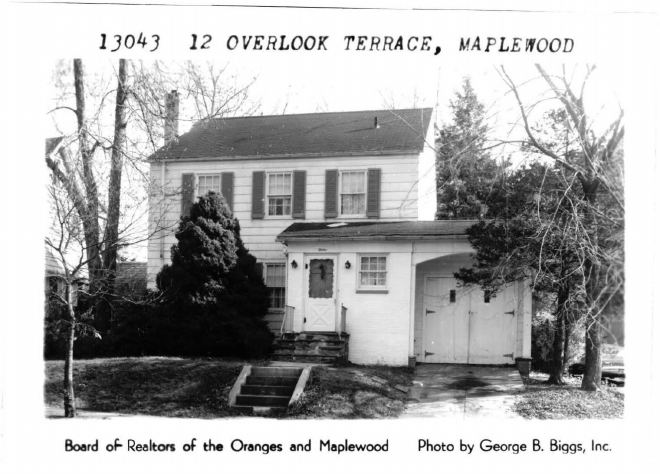 13043 12 OVERLOOK TERRACE, MAPLEWOOD
Board of Realtors of the Oranges and Maplewood Photo by George B. Biggs, Inc.